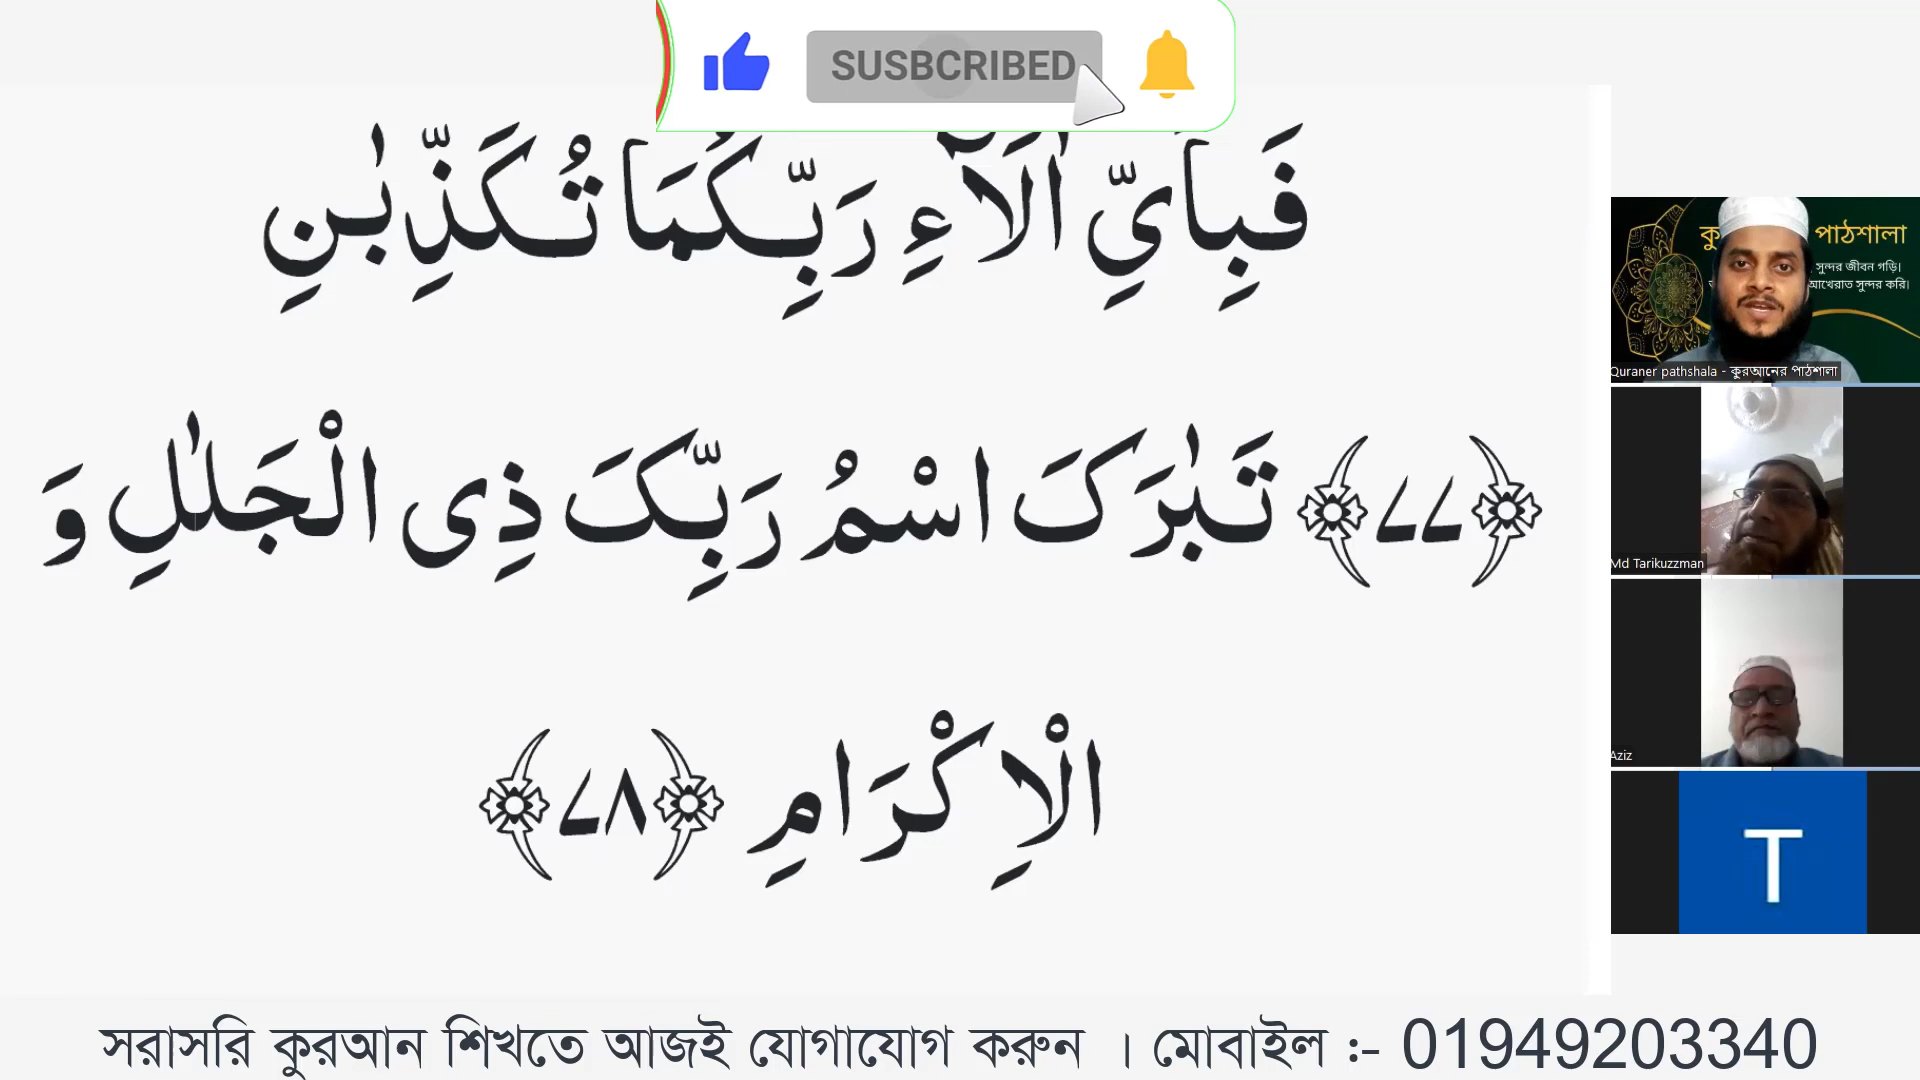 SUSBCRIBED
فَبِاَیِّ اٰلَآءِ رَبِّكُمَا تُكَذِّبٰنِ
﴿۷۷﴾ تَبٰرَكَ اسْمُ رَبِّكَ ذِی الْجَلٰلِ وَ
الْاِكْرَامِ ﴿۷۸﴾
কু পাঠশালা
সুন্দর জীবন গড়ি।
আখেরাত সুন্দর করি।
Quraner pathshala - কুরআনের পাঠশালা
Md Tarikuzzman
Aziz
T
সরাসরি কুরআন শিখতে আজই যোগাযোগ করুন । মোবাইল ঃ- 01949203340